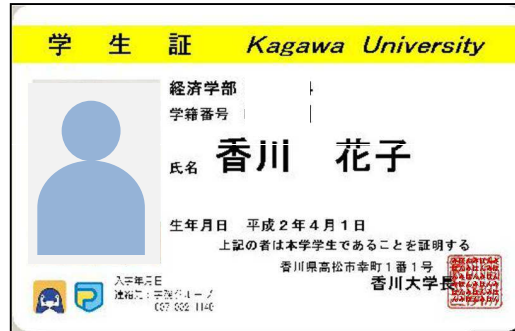 学生証 Kagawa University
経済学部
学籍番号
氏名 香川 花子
生年月日 平成2年4月1日
上記の者は本学学生であることを証明する
香川県高松市幸町1番1号
香川大学長
入学年月日